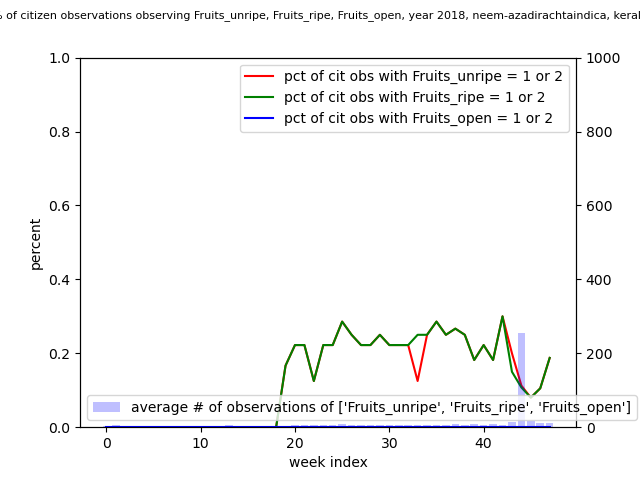 of citizen observations observing Fruits_unripe, Fruits_ripe, Fruits_open, year 2018, neem-azadirachtaindica,
pct of cit obs with Fruits_unripe = 1 or 2
pct of cit obs with Fruits_ripe = 1 or 2
pct of cit obs with Fruits_open = 1 or 2
1.0
0.8
0.6
0.4
0.2
0.0
percent
1000
800
600
400
200
0
average # of observations of ['Fruits_unripe', 'Fruits_ripe', 'Fruits_open']
0 10 20 30 40
week index